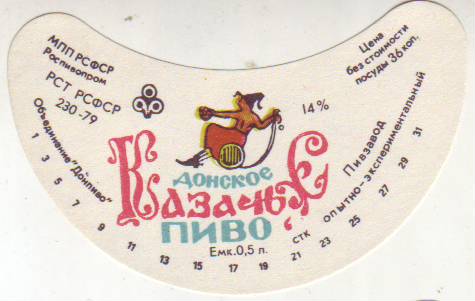 МПП РСФСР
Росpивопром
РСТ РСФСР
230-79
Объединение "Донпиво"
14%
Цена
без стоимости
посуды 36 коп.
Донское
Казачье
ПИВО
Емк. 0,5 л.
Пивзавод
опытно-экспериментальный
1 3 5 7 9 11 13 15 17 19 21 23 25 27 29 31
СТК